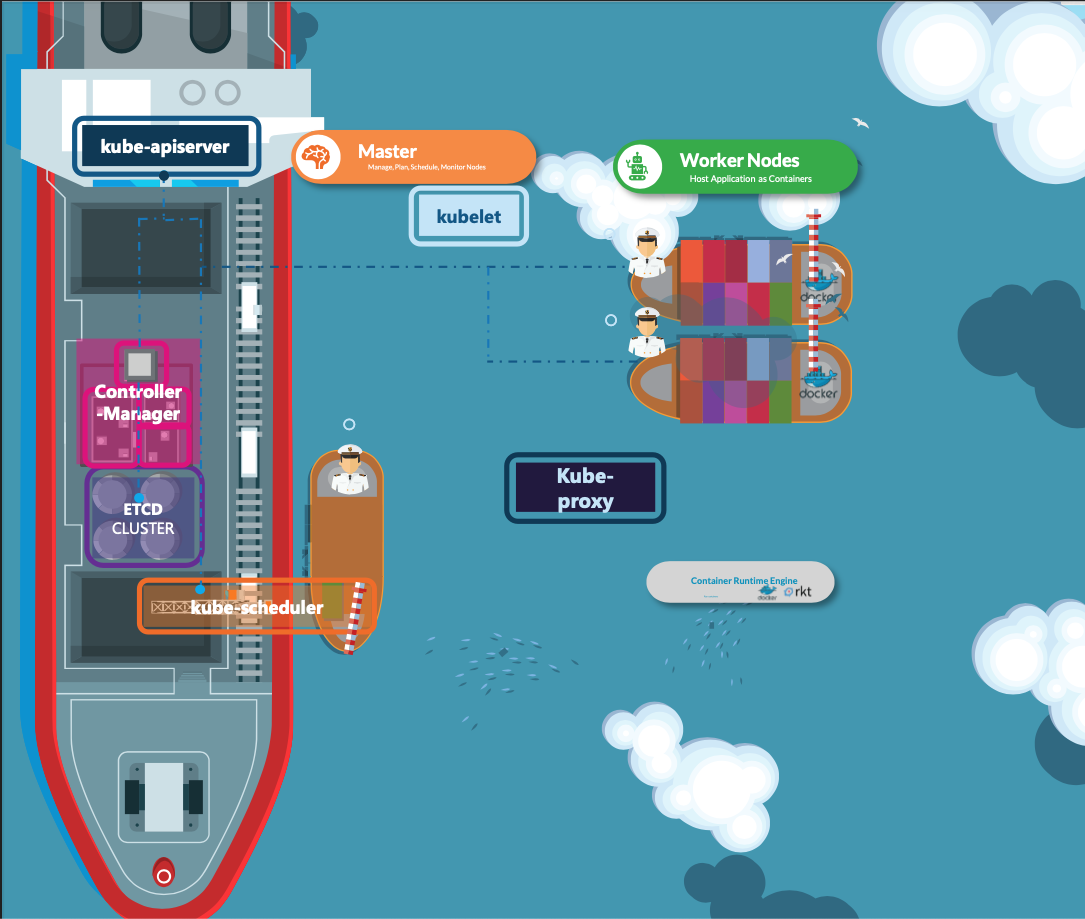 kube-apiserver
Master
Manage, Plan, Schedule, Monitor Nodes
Worker Nodes
Host Application as Containers
kubelet
docker
docker
Controller
-Manager
ETCD
CLUSTER
Kube-
proxy
Container Runtime Engine
docker
rkt
kube-scheduler